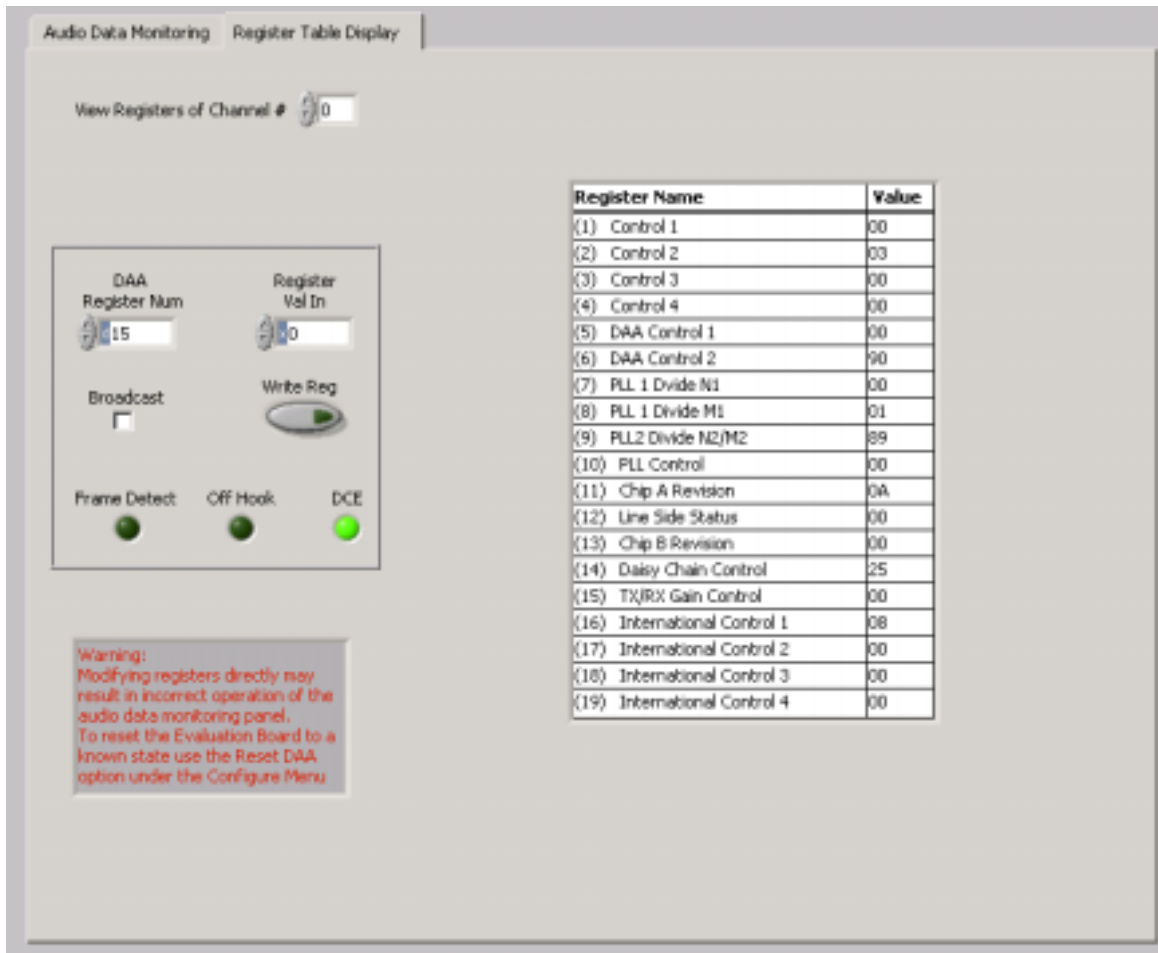 Audio Data Monitoring Register Table Display
View Registers of Channel # 0
DAA
Register Num
15
Register
Val In
0
Broadcast
Write Reg
Frame Detect Off Hook DCE
Warning:
Modifying registers directly may
result in incorrect operation of the
audio data monitoring panel.
To reset the Evaluation Board to a
known state use the Reset DAA
option under the Configure Menu
Register Name Value
(1) Control 1 00
(2) Control 2 03
(3) Control 3 00
(4) Control 4 00
(5) DAA Control 1 00
(6) DAA Control 2 90
(7) PLL 1 Dvide N1 00
(8) PLL 1 Divide M1 01
(9) PLL2 Divide N2/M2 89
(10) PLL Control 00
(11) Chip A Revision 0A
(12) Line Side Status 00
(13) Chip B Revision 00
(14) Daisy Chain Control 25
(15) TX/RX Gain Control 00
(16) International Control 1 08
(17) International Control 2 00
(18) International Control 3 00
(19) International Control 4 00